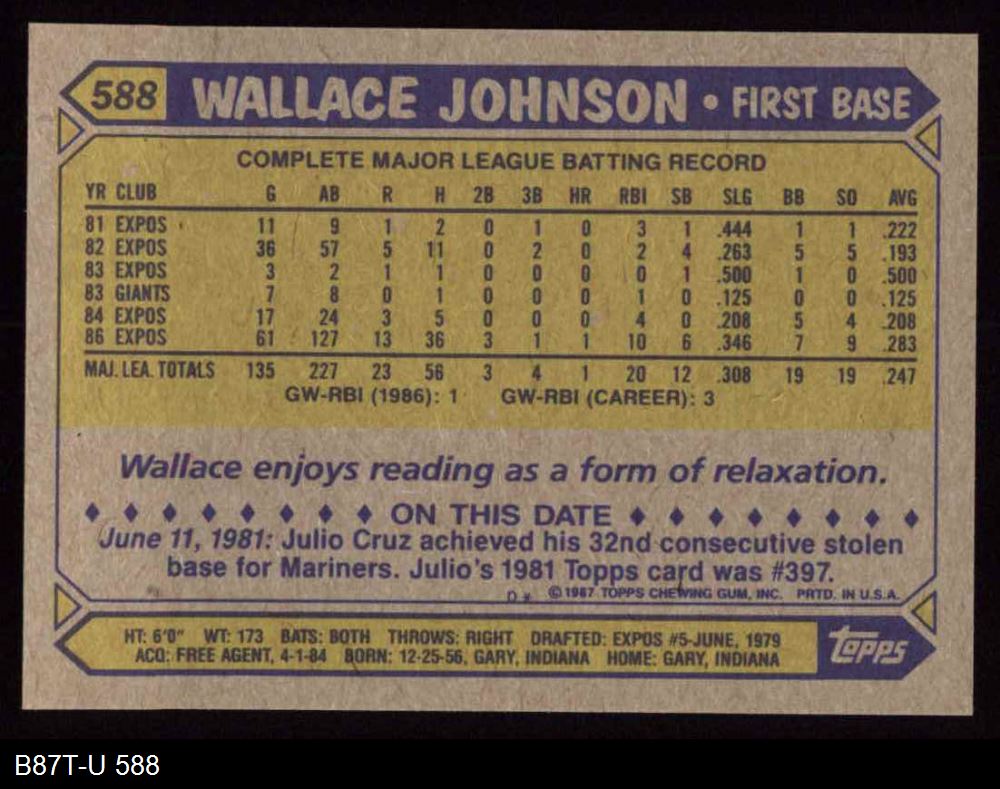 588 WALLACE JOHNSON • FIRST BASE
COMPLETE MAJOR LEAGUE BATTING RECORD
YR CLUB G AB R H 2B 3B HR RBI SB SLG BB SO AVG
81 EXPOS 11 9 1 2 0 1 0 3 1 .444 1 1 .222
82 EXPOS 36 57 5 11 0 2 0 2 4 .263 5 5 .193
83 EXPOS 3 2 1 1 0 0 0 0 1 .500 1 0 .500
83 GIANTS 7 8 0 1 0 0 0 1 0 .125 0 0 .125
84 EXPOS 17 24 3 5 0 0 0 4 0 .208 5 4 .208
86 EXPOS 61 127 13 36 3 1 1 10 6 .346 7 9 .283
MAJ. LEA. TOTALS 135 227 23 56 3 4 1 20 12 .308 19 19 .247
GW-RBI (1986): 1 GW-RBI (CAREER): 3
Wallace enjoys reading as a form of relaxation.
♦ ♦ ♦ ♦ ♦ ♦ ♦ ♦ ON THIS DATE ♦ ♦ ♦ ♦ ♦ ♦ ♦ ♦
June 11, 1981: Julio Cruz achieved his 32nd consecutive stolen
base for Mariners. Julio's 1981 Topps card was #397.
D* ©1987 TOPPS CHEWING GUM, INC. PRTD. IN U.S.A.
HT: 6'0" WT: 173 BATS: BOTH THROWS: RIGHT DRAFTED: EXPOS #5-JUNE, 1979
ACQ: FREE AGENT, 4-1-84 BORN: 12-25-56, GARY, INDIANA HOME: GARY, INDIANA
Topps
B87T-U 588